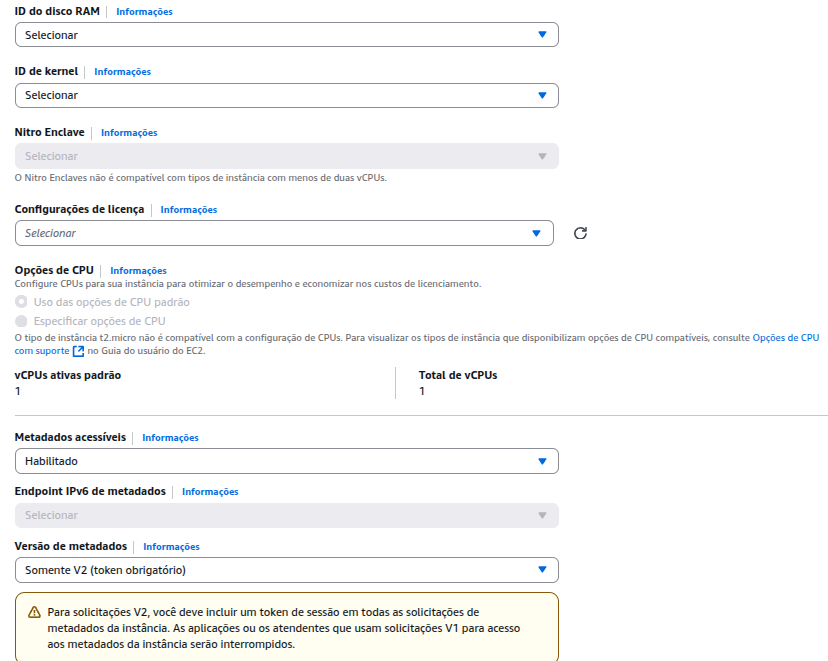 ID do disco RAM Informações
Selecionar
ID de kernel Informações
Selecionar
Nitro Enclave Informações
Selecionar
O Nitro Enclaves não é compatível com tipos de instância com menos de duas vCPUs.
Configurações de licença Informações
Selecionar
Opções de CPU Informações
Configure CPUs para sua instância para otimizar o desempenho e economizar nos custos de licenciamento.
Uso das opções de CPU padrão
Especificar opções de CPU
O tipo de instância t2.micro não é compatível com a configuração de CPUs. Para visualizar os tipos de instância que disponibilizam opções de CPU compatíveis, consulte Opções de CPU
com suporte no Guia do usuário do EC2.
vCPUs ativas padrão
1
Total de vCPUs
1
Metadados acessíveis Informações
Habilitado
Endpoint IPv6 de metadados Informações
Selecionar
Versão de metadados Informações
Somente V2 (token obrigatório)
Para solicitações V2, você deve incluir um token de sessão em todas as solicitações de
metadados da instância. As aplicações ou os atendentes que usam solicitações V1 para acesso
aos metadados da instância serão interrompidos.